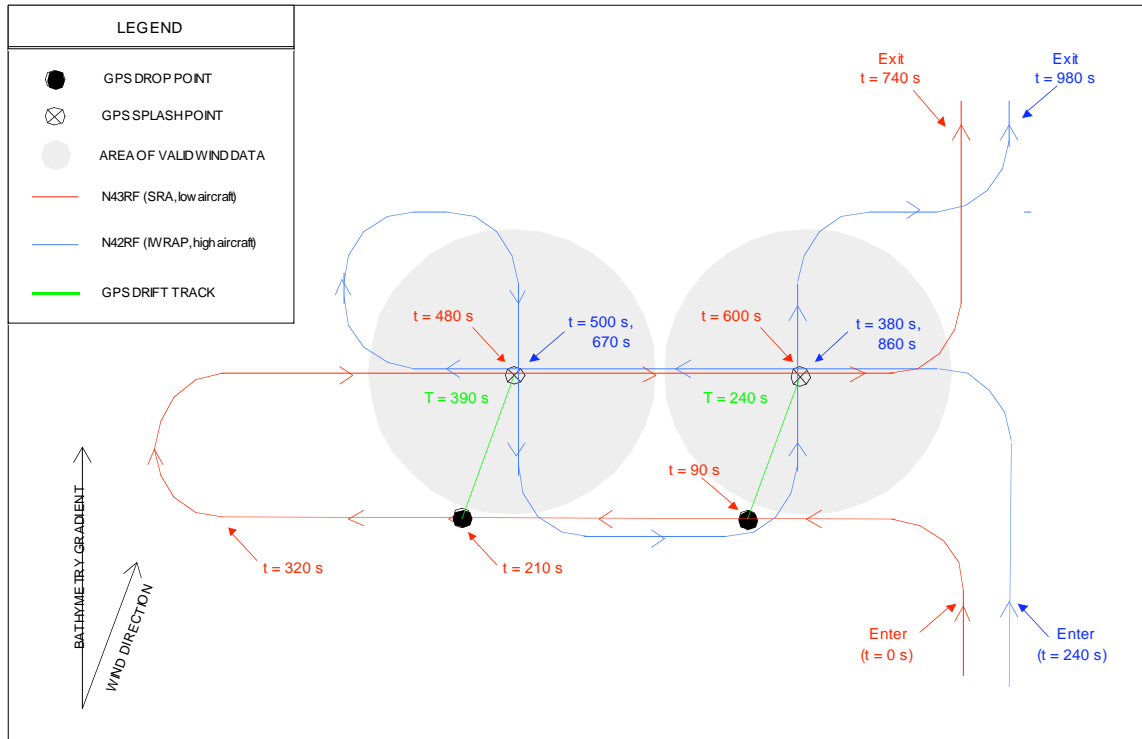 LEGEND
GPS DROP POINT
GPS SPLASH POINT
AREA OF VALID WIND DATA
N43RF (SRA, low aircraft)
N42RF (IWRAP, high aircraft)
GPS DRIFT TRACK
Exit
t = 740 s
Exit
t = 980 s
t = 480 s
t = 500 s,
670 s
t = 600 s
t = 380 s,
860 s
T = 390 s
T = 240 s
t = 90 s
t = 320 s
t = 210 s
BATHYMETRY GRADIENT
WIND DIRECTION
Enter
(t = 0 s)
Enter
(t = 240 s)